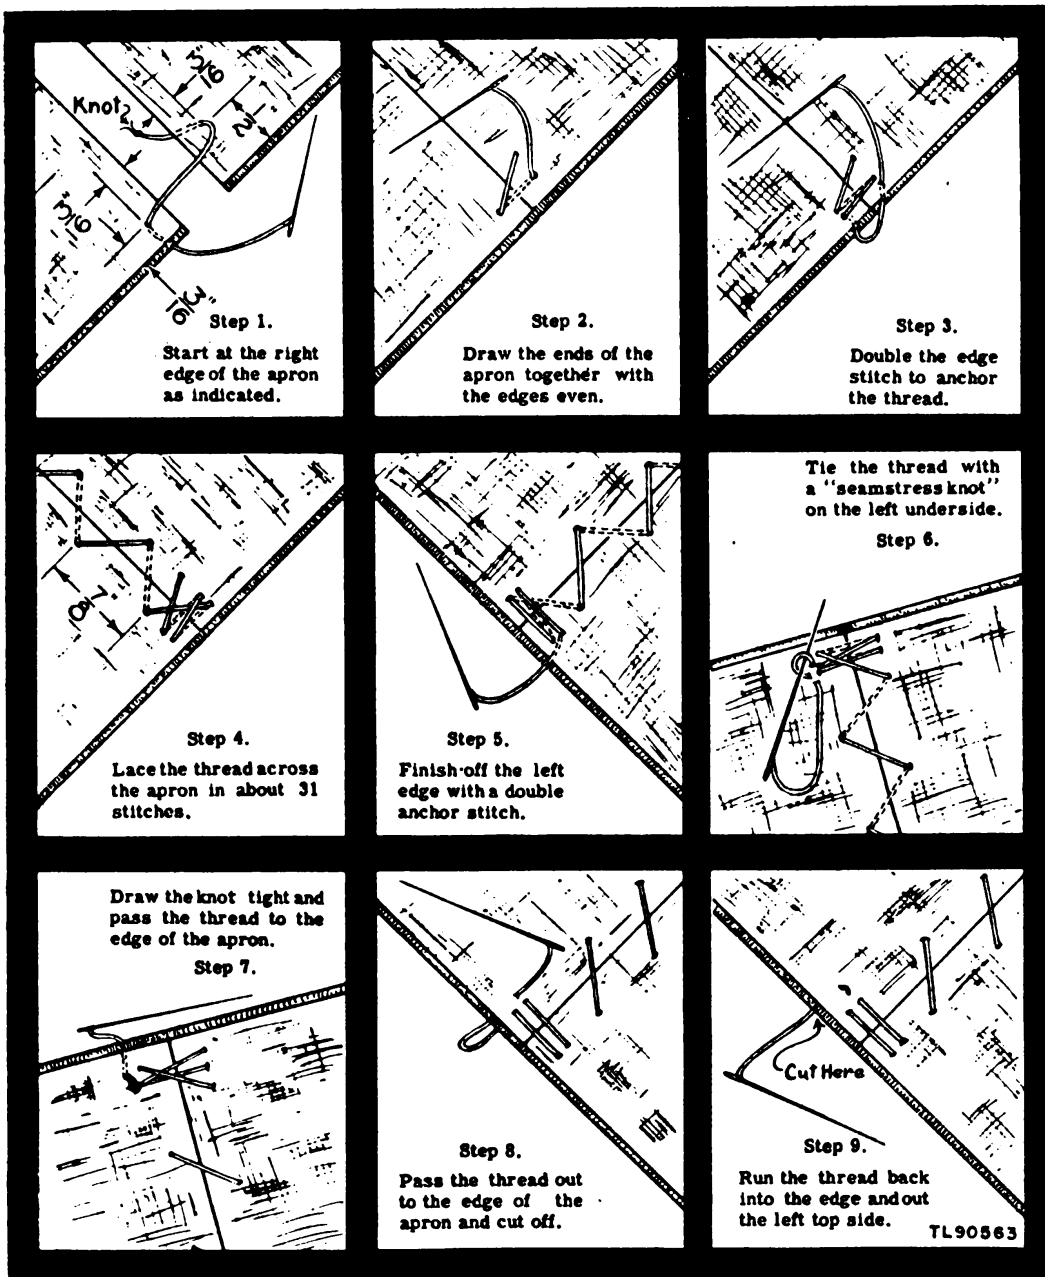 Knot
3/16
1/2
3/16"
3/16"
Step 1.
Start at the right
edge of the apron
as indicated.
Step 2.
Draw the ends of the
apron together with
the edges even.
Step 3.
Double the edge
stitch to anchor
the thread.
7/8
Step 4.
Lace the thread across
the apron in about 31
stitches.
Step 5.
Finish-off the left
edge with a double
anchor stitch.
Tie the thread with
a "seamstress knot"
on the left underside.
Step 6.
Draw the knot tight and
pass the thread to the
edge of the apron.
Step 7.
Step 8.
Pass the thread out
to the edge of the
apron and cut off.
Cut Here
Step 9.
Run the thread back
into the edge and out
the left top side.
TL90563